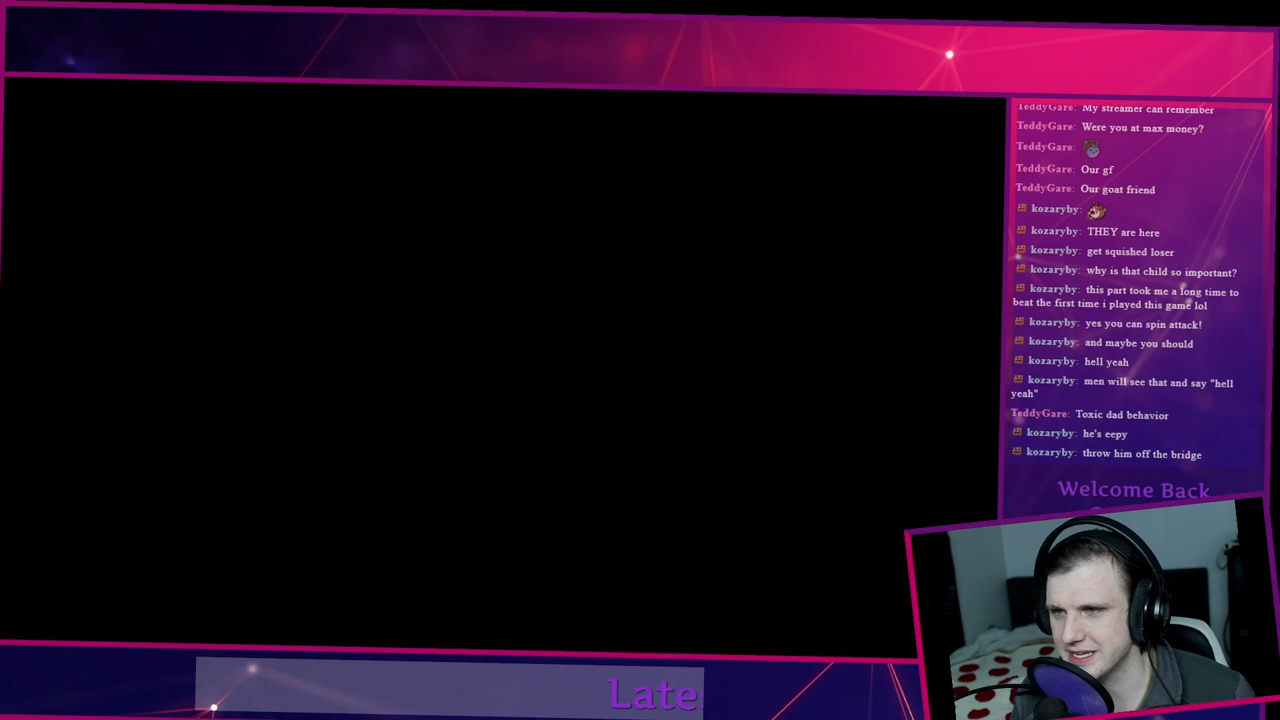 TeddyGare: My streamer can remember
TeddyGare: Were you at max money?
TeddyGare:
TeddyGare: Our gf
TeddyGare: Our goat friend
kozaryby:
kozaryby: THEY are here
kozaryby: get squished loser
kozaryby: why is that child so important?
kozaryby: this part took me a long time to
beat the first time i played this game lol
kozaryby: yes you can spin attack!
kozaryby: and maybe you should
kozaryby: hell yeah
kozaryby: men will see that and say "hell
yeah"
TeddyGare: Toxic dad behavior
kozaryby: he's eepy
kozaryby: throw him off the bridge
Welcome Back
Late